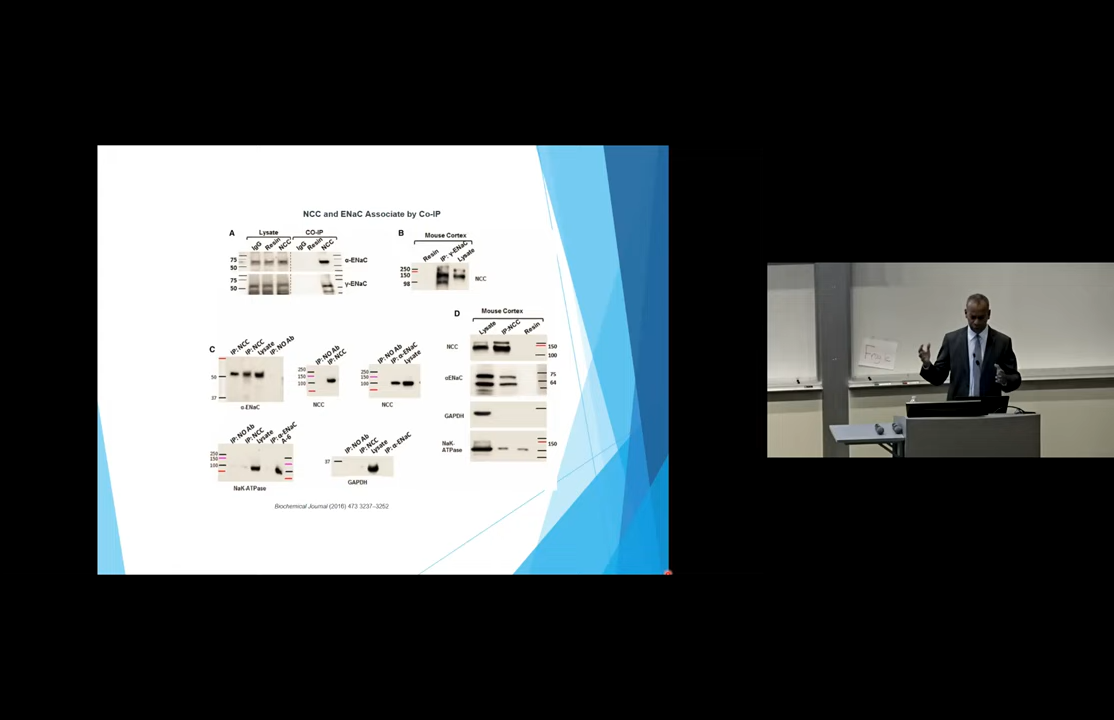 NCC and ENaC Associate by Co-IP
A
Lysate
CO-IP
IgG
Resin
NCC
IgG
Resin
NCC
75
50
α-ENaC
75
50
γ-ENaC
B
Mouse Cortex
Resin
IP: γ-ENaC
Lysate
250
150
98
NCC
C
IP: NCC
IP: NCC
Lysate
IP: NO Ab
50
37
α-ENaC
IP: NO Ab
IP: NCC
250
150
100
NCC
IP: NO Ab
IP: α-ENaC
Lysate
250
150
100
NCC
IP: NO Ab
IP: NCC
Lysate
IP: α-ENaC
A-6
250
150
100
NaK-ATPase
IP: NO Ab
IP: NCC
Lysate
IP: α-ENaC
37
GAPDH
D
Mouse Cortex
Lysate
IP:NCC
Resin
NCC
150
100
αENaC
75
64
GAPDH
NaK-
ATPase
150
Biochemical Journal (2016) 473 3237–3252